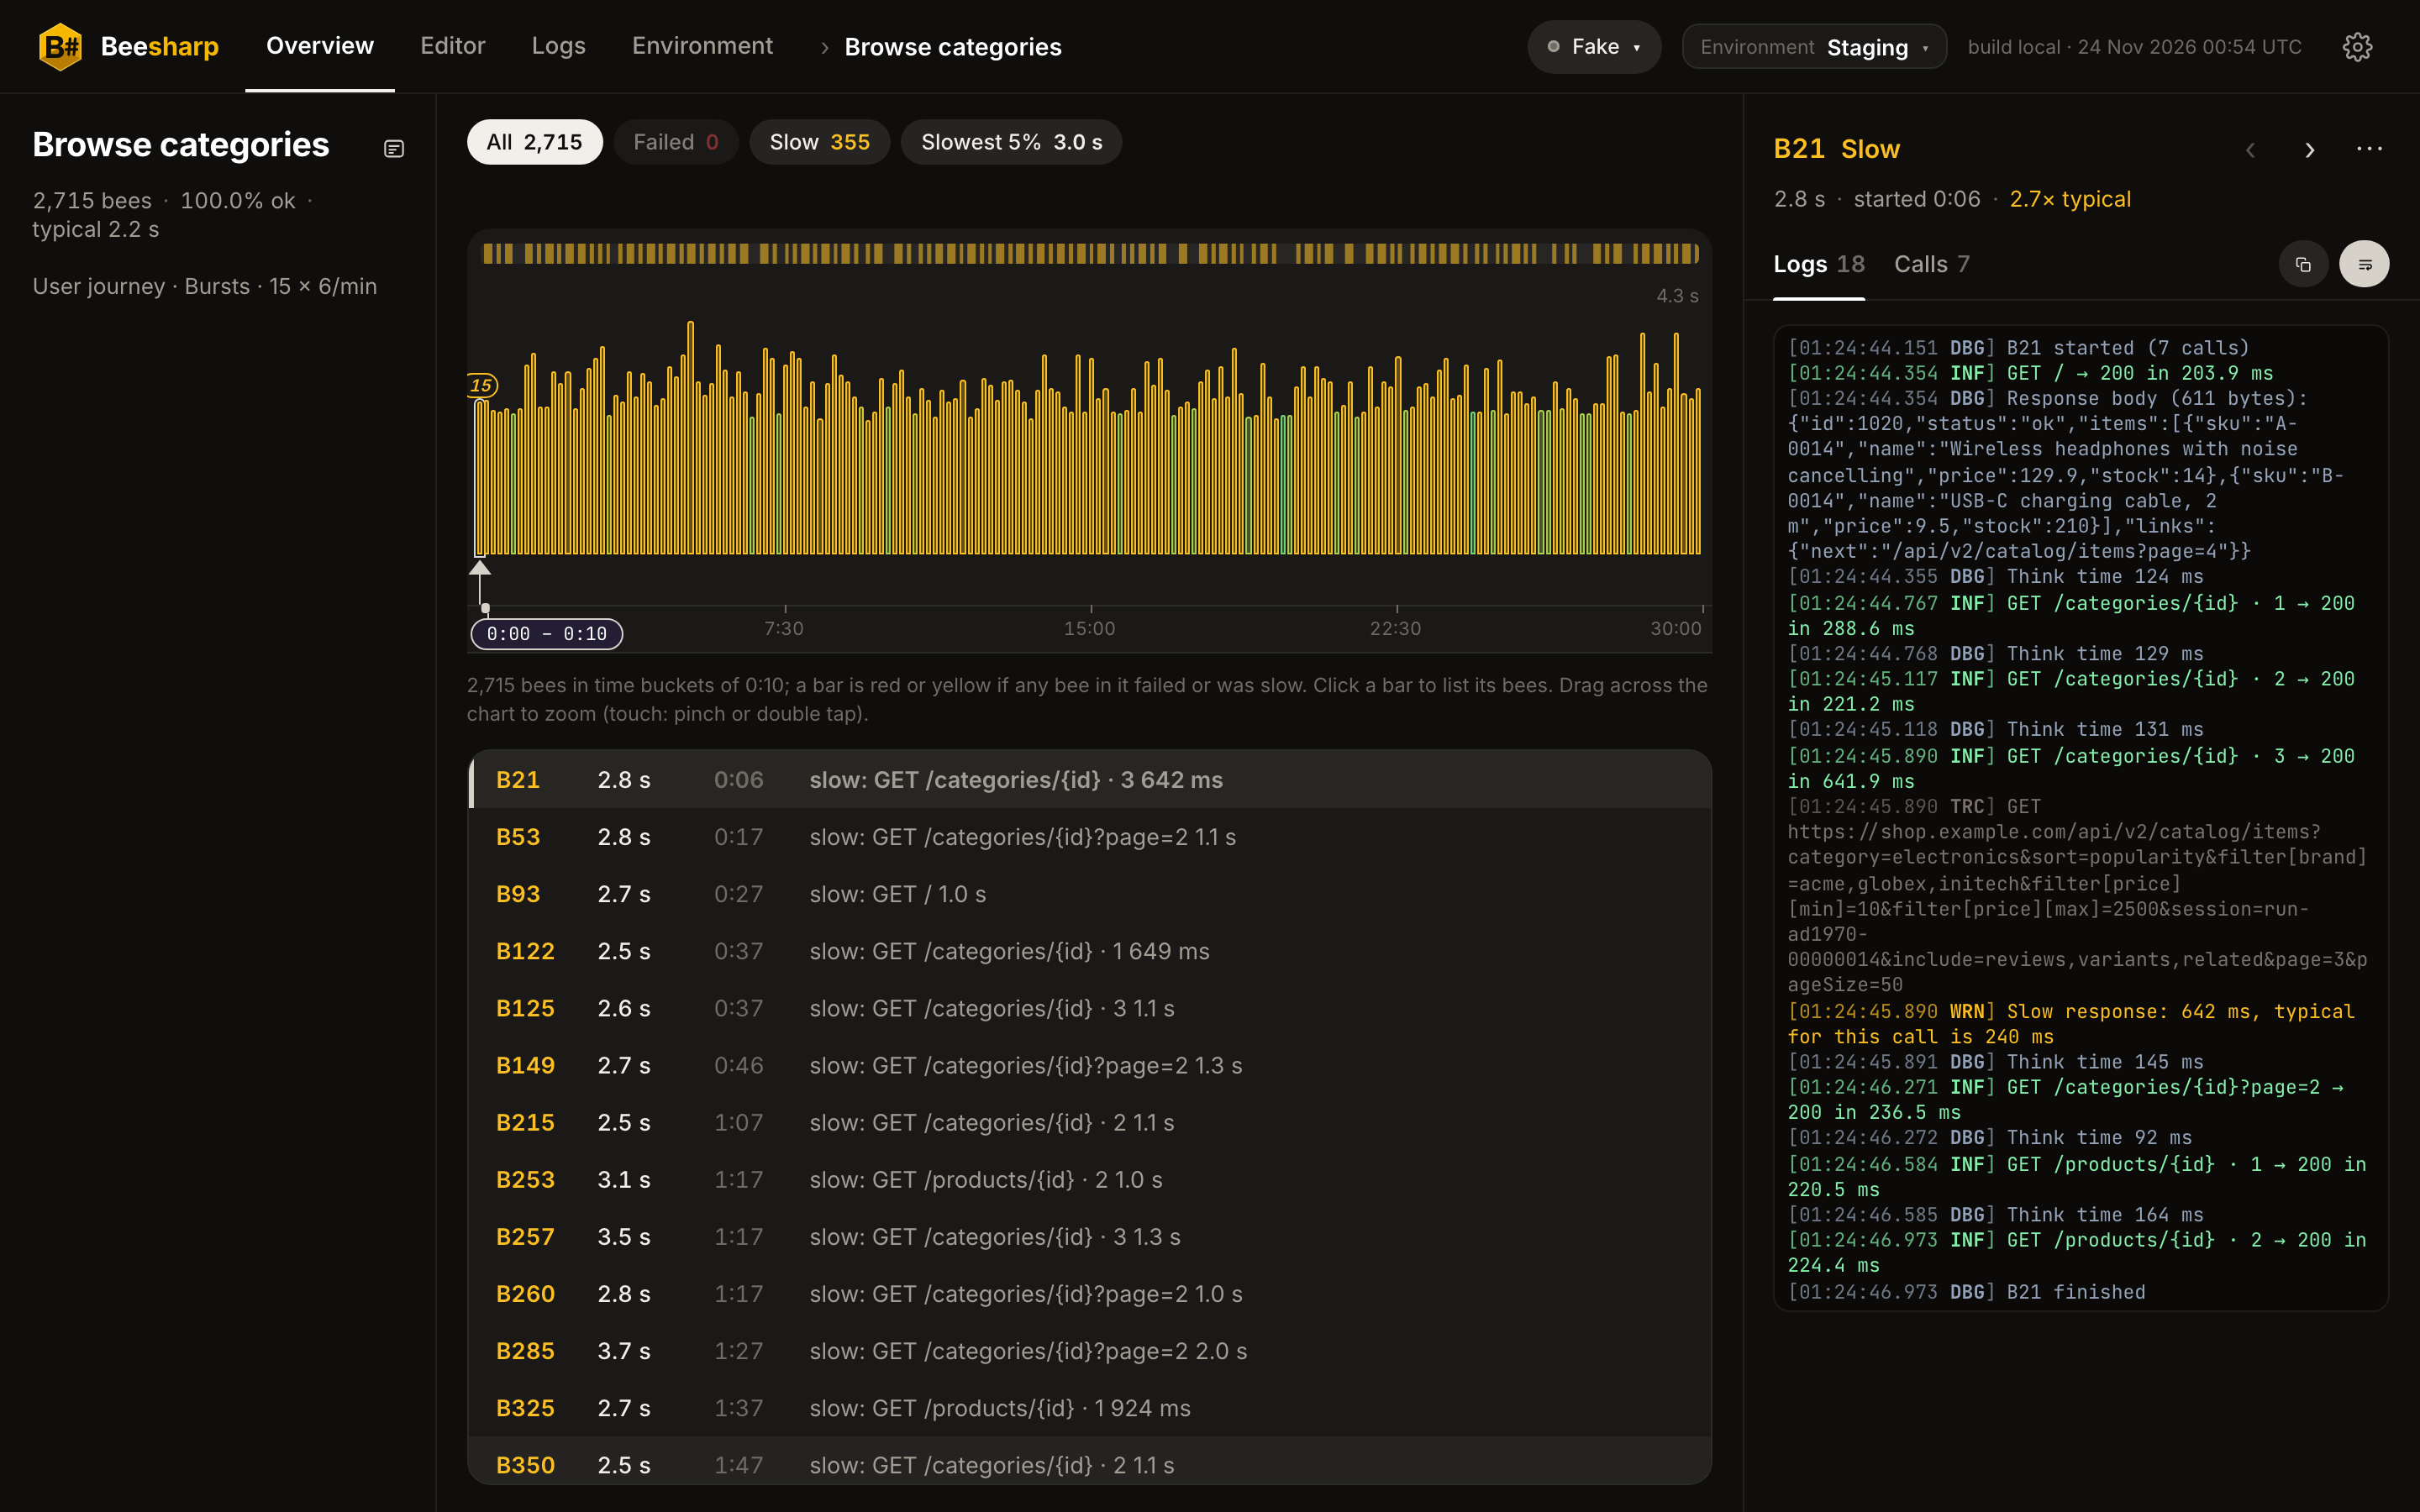 B# Beesharp Overview Editor Logs Environment › Browse categories Fake ▾ Environment Staging ▾ build local · 24 Nov 2026 00:54 UTC
Browse categories
2,715 bees · 100.0% ok ·
typical 2.2 s
User journey · Bursts · 15 × 6/min
All 2,715 Failed 0 Slow 355 Slowest 5% 3.0 s
4.3 s
15
7:30 15:00 22:30 30:00
0:00 – 0:10
2,715 bees in time buckets of 0:10; a bar is red or yellow if any bee in it failed or was slow. Click a bar to list its bees. Drag across the
chart to zoom (touch: pinch or double tap).
B21 2.8 s 0:06 slow: GET /categories/{id} · 3 642 ms
B53 2.8 s 0:17 slow: GET /categories/{id}?page=2 1.1 s
B93 2.7 s 0:27 slow: GET / 1.0 s
B122 2.5 s 0:37 slow: GET /categories/{id} · 1 649 ms
B125 2.6 s 0:37 slow: GET /categories/{id} · 3 1.1 s
B149 2.7 s 0:46 slow: GET /categories/{id}?page=2 1.3 s
B215 2.5 s 1:07 slow: GET /categories/{id} · 2 1.1 s
B253 3.1 s 1:17 slow: GET /products/{id} · 2 1.0 s
B257 3.5 s 1:17 slow: GET /categories/{id} · 3 1.3 s
B260 2.8 s 1:17 slow: GET /categories/{id}?page=2 1.0 s
B285 3.7 s 1:27 slow: GET /categories/{id}?page=2 2.0 s
B325 2.7 s 1:37 slow: GET /products/{id} · 1 924 ms
B350 2.5 s 1:47 slow: GET /categories/{id} · 2 1.1 s
B21 Slow ‹ › ···
2.8 s · started 0:06 · 2.7× typical
Logs 18 Calls 7
[01:24:44.151 DBG] B21 started (7 calls)
[01:24:44.354 INF] GET / → 200 in 203.9 ms
[01:24:44.354 DBG] Response body (611 bytes):
{"id":1020,"status":"ok","items":[{"sku":"A-
0014","name":"Wireless headphones with noise
cancelling","price":129.9,"stock":14},{"sku":"B-
0014","name":"USB-C charging cable, 2
m","price":9.5,"stock":210}],"links":
{"next":"/api/v2/catalog/items?page=4"}}
[01:24:44.355 DBG] Think time 124 ms
[01:24:44.767 INF] GET /categories/{id} · 1 → 200
in 288.6 ms
[01:24:44.768 DBG] Think time 129 ms
[01:24:45.117 INF] GET /categories/{id} · 2 → 200
in 221.2 ms
[01:24:45.118 DBG] Think time 131 ms
[01:24:45.890 INF] GET /categories/{id} · 3 → 200
in 641.9 ms
[01:24:45.890 TRC] GET
https://shop.example.com/api/v2/catalog/items?
category=electronics&sort=popularity&filter[brand]
=acme,globex,initech&filter[price]
[min]=10&filter[price][max]=2500&session=run-
ad1970-
00000014&include=reviews,variants,related&page=3&p
ageSize=50
[01:24:45.890 WRN] Slow response: 642 ms, typical
for this call is 240 ms
[01:24:45.891 DBG] Think time 145 ms
[01:24:46.271 INF] GET /categories/{id}?page=2 →
200 in 236.5 ms
[01:24:46.272 DBG] Think time 92 ms
[01:24:46.584 INF] GET /products/{id} · 1 → 200 in
220.5 ms
[01:24:46.585 DBG] Think time 164 ms
[01:24:46.973 INF] GET /products/{id} · 2 → 200 in
224.4 ms
[01:24:46.973 DBG] B21 finished